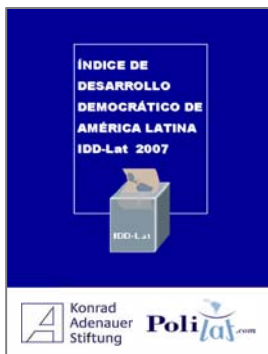 ÍNDICE DE
DESARROLLO
DEMOCRÁTICO DE
AMÉRICA LATINA
IDD-Lat 2007
IDD-Lat
Konrad
Adenauer
Stiftung
Polilat.com